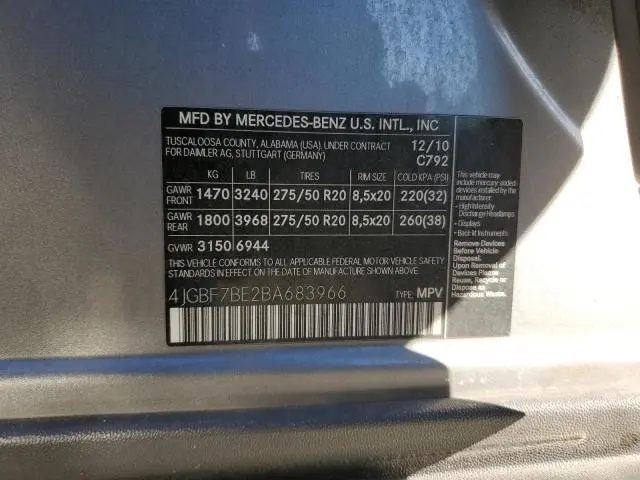 MFD BY MERCEDES-BENZ U.S. INTL., INC
TUSCALOOSA COUNTY, ALABAMA (USA), UNDER CONTRACT
FOR DAIMLER AG, STUTTGART (GERMANY)
12/10
C792
KG LB TIRES RIM SIZE COLD KPA (PSI)
GAWR FRONT 1470 3240 275/50 R20 8,5x20 220(32)
GAWR REAR 1800 3968 275/50 R20 8,5x20 260(38)
GVWR 3150 6944
THIS VEHICLE CONFORMS TO ALL APPLICABLE FEDERAL MOTOR VEHICLE
SAFETY STANDARDS IN EFFECT ON THE DATE OF MANUFACTURE SHOWN ABOVE.
4JGBF7BE2BA683966
TYPE: MPV
This vehicle may
include mercury-added
devices installed by the
manufacturer:
• High Intensity
Discharge Headlamps
• Displays
• Back lit Instruments
Remove Devices
Before Vehicle
Disposal.
Upon Removal
of Devices Please
Reuse, Recycle or
Dispose as
Hazardous Waste.